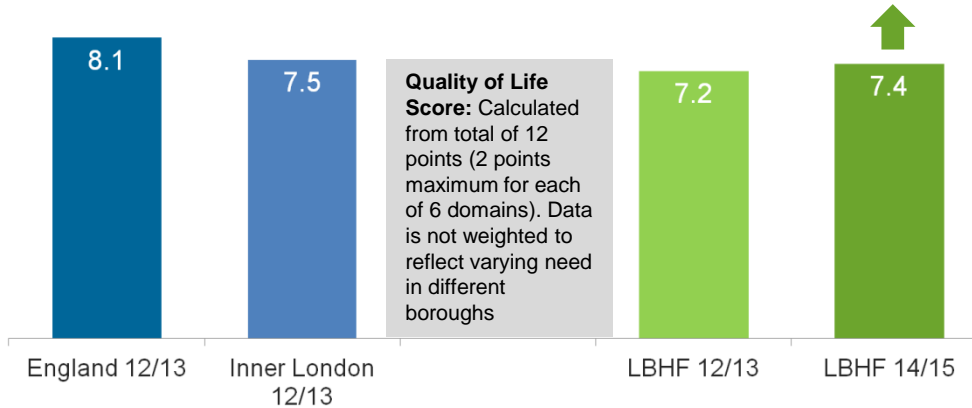 8.1
7.5
Quality of Life
Score: Calculated
from total of 12
points (2 points
maximum for each
of 6 domains). Data
is not weighted to
reflect varying need
in different
boroughs
7.2
7.4
England 12/13
Inner London
12/13
LBHF 12/13
LBHF 14/15